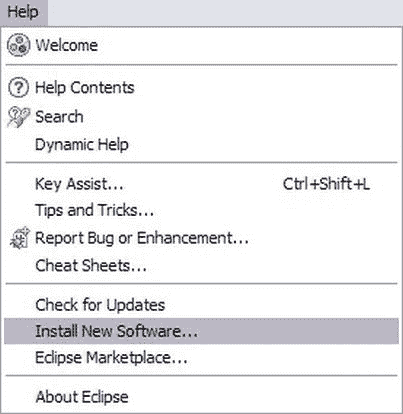 Help
Welcome
Help Contents
Search
Dynamic Help
Key Assist... Ctrl+Shift+L
Tips and Tricks...
Report Bug or Enhancement...
Cheat Sheets...
Check for Updates
Install New Software...
Eclipse Marketplace...
About Eclipse